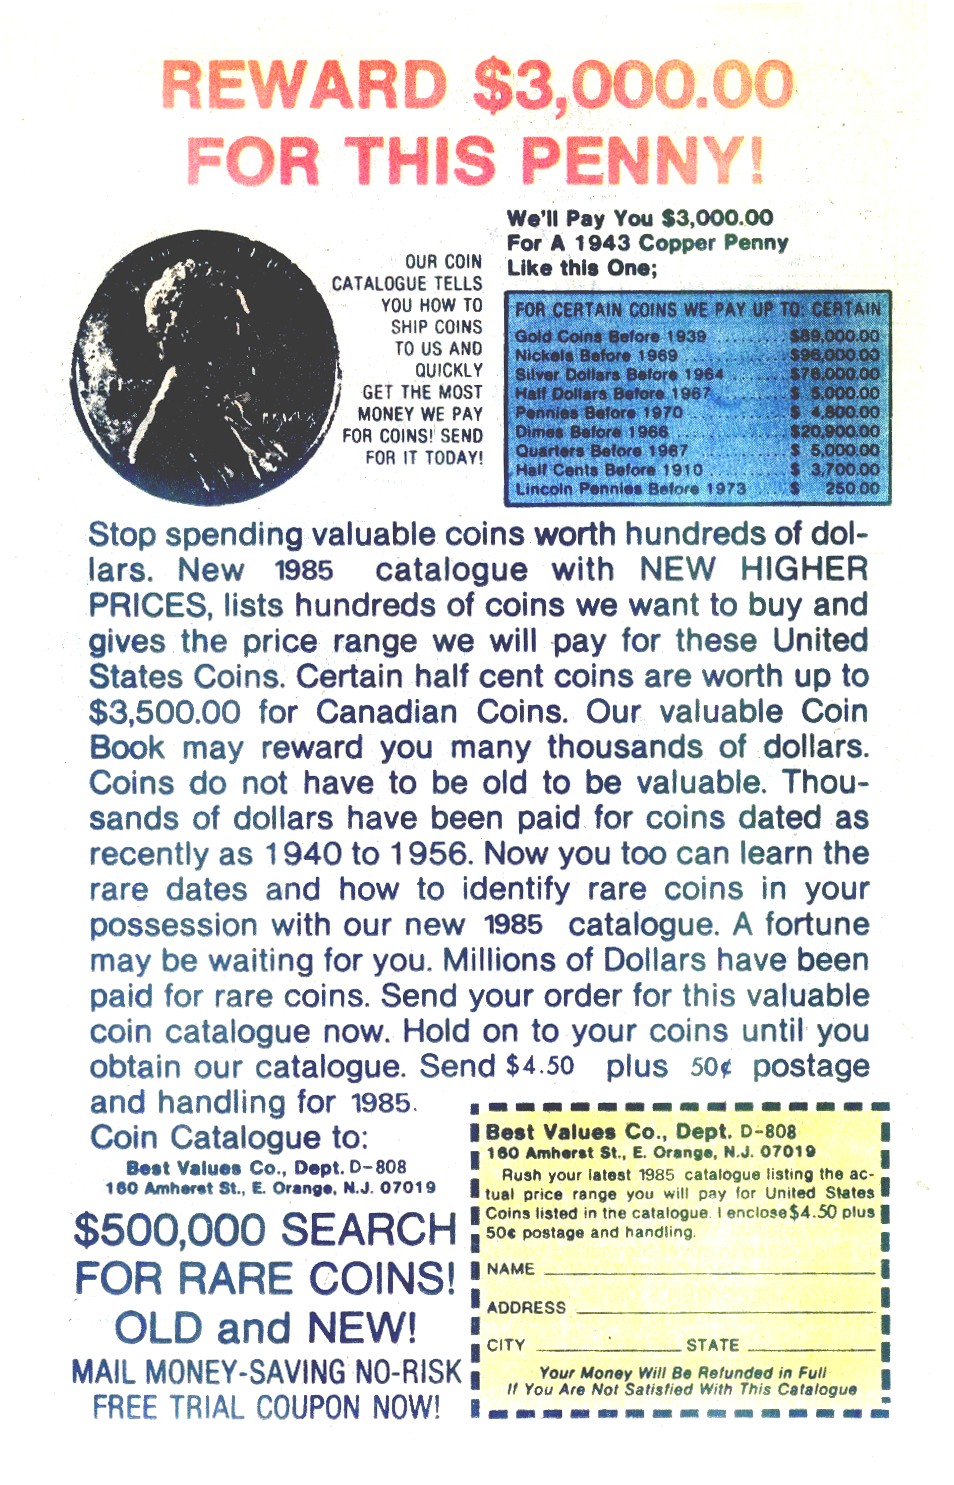 REWARD $3,000.00
FOR THIS PENNY!
OUR COIN
CATALOGUE TELLS
YOU HOW TO
SHIP COINS
TO US AND
QUICKLY
GET THE MOST
MONEY WE PAY
FOR COINS! SEND
FOR IT TODAY!
We'll Pay You $3,000.00
For A 1943 Copper Penny
Like this One;
FOR CERTAIN COINS WE PAY UP TO: CERTAIN
Gold Coins Before 1939 ......... $89,000.00
Nickels Before 1969 ............ $96,000.00
Silver Dollars Before 1964 ....... $76,000.00
Half Dollars Before 1967 ........ $ 5,000.00
Pennies Before 1970 ........... $ 4,800.00
Dimes Before 1966 ............ $20,900.00
Quarters Before 1967 .......... $ 5,000.00
Half Cents Before 1910 ......... $ 3,700.00
Lincoln Pennies Before 1973 .... $ 250.00
Stop spending valuable coins worth hundreds of dol-
lars. New 1985 catalogue with NEW HIGHER
PRICES, lists hundreds of coins we want to buy and
gives the price range we will pay for these United
States Coins. Certain half cent coins are worth up to
$3,500.00 for Canadian Coins. Our valuable Coin
Book may reward you many thousands of dollars.
Coins do not have to be old to be valuable. Thou-
sands of dollars have been paid for coins dated as
recently as 1940 to 1956. Now you too can learn the
rare dates and how to identify rare coins in your
possession with our new 1985 catalogue. A fortune
may be waiting for you. Millions of Dollars have been
paid for rare coins. Send your order for this valuable
coin catalogue now. Hold on to your coins until you
obtain our catalogue. Send $4.50 plus 50¢ postage
and handling for 1985.
Coin Catalogue to:
Best Values Co., Dept. D-808
160 Amherst St., E. Orange, N.J. 07019
$500,000 SEARCH
FOR RARE COINS!
OLD and NEW!
MAIL MONEY-SAVING NO-RISK
FREE TRIAL COUPON NOW!
Best Values Co., Dept. D-808
160 Amherst St., E. Orange, N.J. 07019
Rush your latest 1985 catalogue listing the ac-
tual price range you will pay for United States
Coins listed in the catalogue. I enclose $4.50 plus
50¢ postage and handling.
NAME
ADDRESS
CITY STATE
Your Money Will Be Refunded in Full
If You Are Not Satisfied With This Catalogue